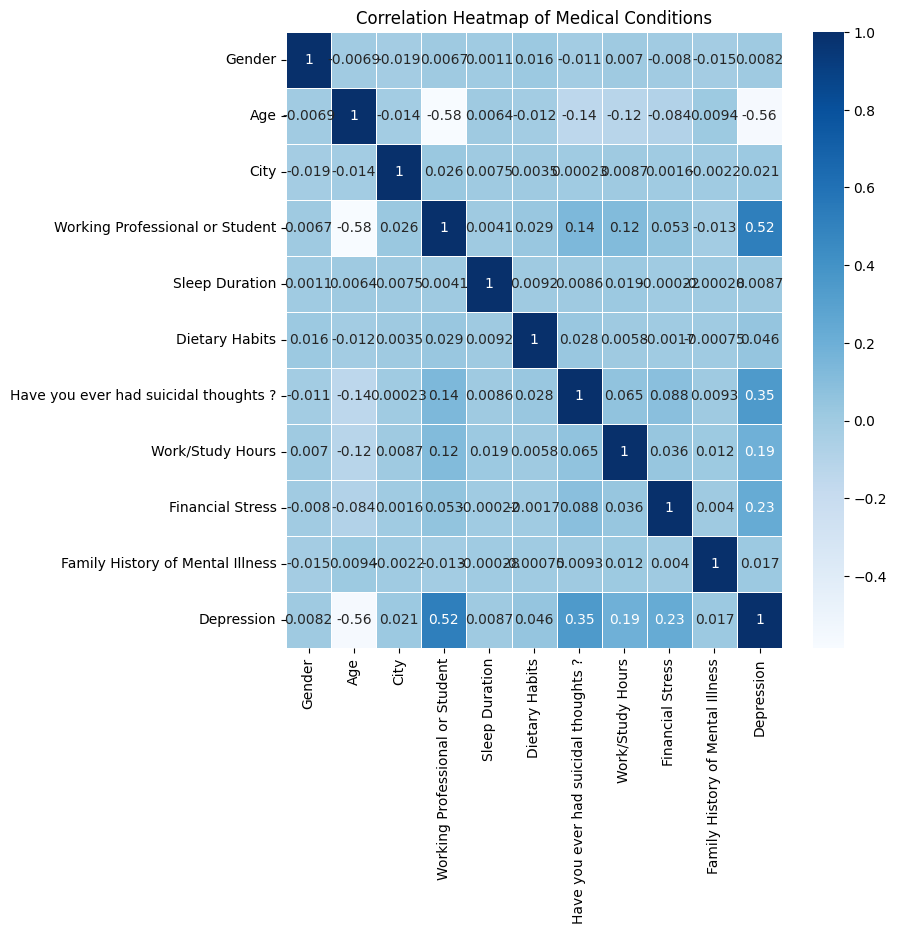 Correlation Heatmap of Medical Conditions
Gender 1 -0.0069 -0.019 0.0067 0.0011 0.016 -0.011 0.007 -0.008 -0.015 0.0082
Age -0.0069 1 -0.014 -0.58 0.0064 -0.012 -0.14 -0.12 -0.084 0.0094 -0.56
City -0.019 -0.014 1 0.026 0.0075 0.0035 0.00023 0.0087 0.0016 -0.0022 0.021
Working Professional or Student 0.0067 -0.58 0.026 1 0.0041 0.029 0.14 0.12 0.053 -0.013 0.52
Sleep Duration 0.0011 0.0064 0.0075 0.0041 1 0.0092 0.0086 0.019 -0.00022 -0.00028 0.0087
Dietary Habits 0.016 -0.012 0.0035 0.029 0.0092 1 0.028 0.0058 -0.0017 -0.00075 0.046
Have you ever had suicidal thoughts ? -0.011 -0.14 0.00023 0.14 0.0086 0.028 1 0.065 0.088 0.0093 0.35
Work/Study Hours 0.007 -0.12 0.0087 0.12 0.019 0.0058 0.065 1 0.036 0.012 0.19
Financial Stress -0.008 -0.084 0.0016 0.053 -0.00022 -0.0017 0.088 0.036 1 0.004 0.23
Family History of Mental Illness -0.015 0.0094 -0.0022 -0.013 -0.00028 -0.00075 0.0093 0.012 0.004 1 0.017
Depression 0.0082 -0.56 0.021 0.52 0.0087 0.046 0.35 0.19 0.23 0.017 1
Gender
Age
City
Working Professional or Student
Sleep Duration
Dietary Habits
Have you ever had suicidal thoughts ?
Work/Study Hours
Financial Stress
Family History of Mental Illness
Depression
1.0
0.8
0.6
0.4
0.2
0.0
−0.2
−0.4